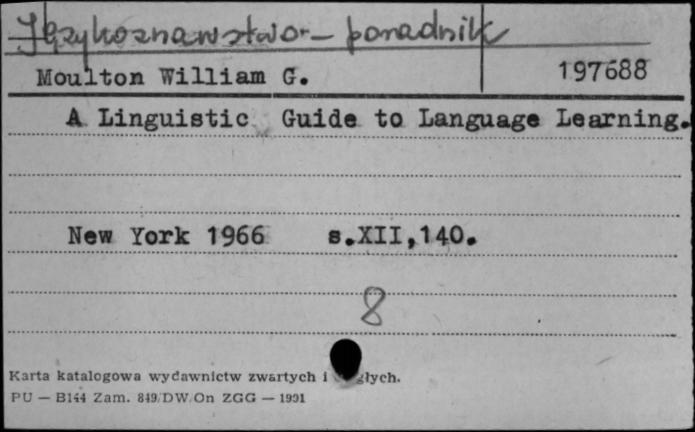 Językoznawstwo - poradnik
Moulton William G. 197688
A Linguistic Guide to Language Learning.
New York 1966 s.XII,140.
8
Karta katalogowa wydawnictw zwartych i
PU — B144 Zam. 849/DW/On ZGG — 1991